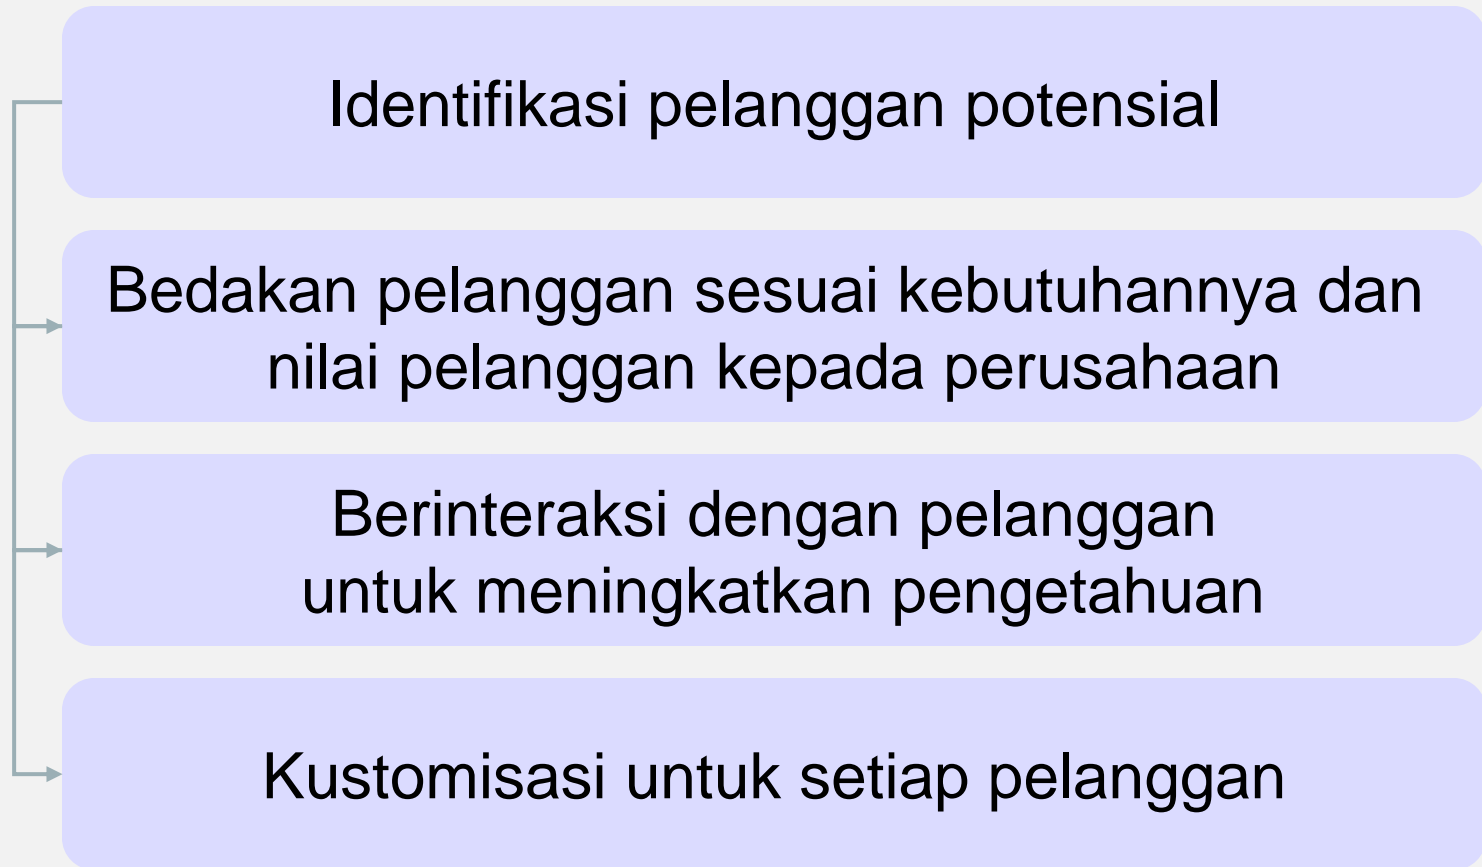 Identifikasi pelanggan potensial
Bedakan pelanggan sesuai kebutuhannya dan
nilai pelanggan kepada perusahaan
Berinteraksi dengan pelanggan
untuk meningkatkan pengetahuan
Kustomisasi untuk setiap pelanggan